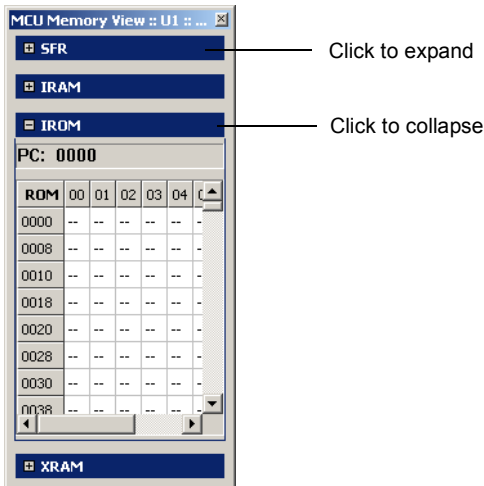 MCU Memory View :: U1 :: ...
SFR
Click to expand
IRAM
IROM
Click to collapse
PC: 0000
ROM 00 01 02 03 04
0000 -- -- -- -- --
0008 -- -- -- -- --
0010 -- -- -- -- --
0018 -- -- -- -- --
0020 -- -- -- -- --
0028 -- -- -- -- --
0030 -- -- -- -- --
0038 -- -- -- -- --
XRAM